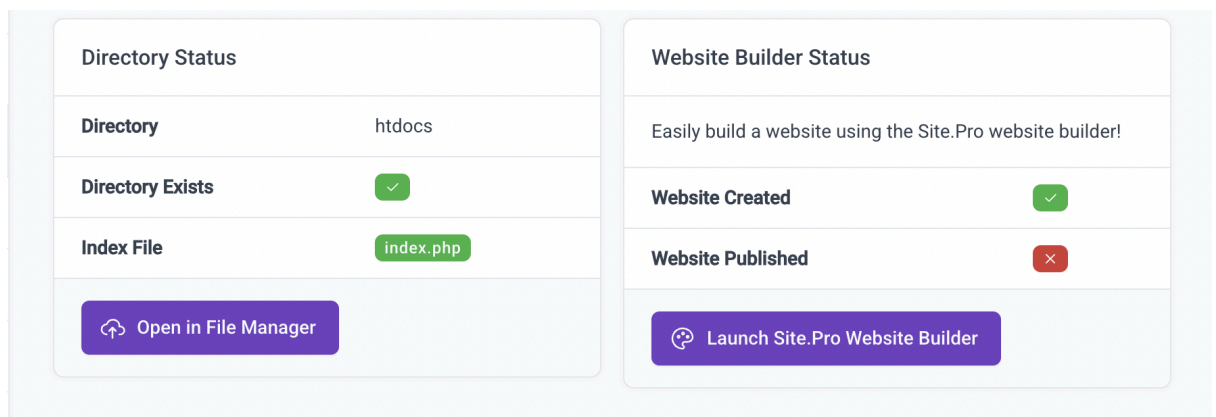 Directory Status
Directory
htdocs
Directory Exists
Index File
index.php
Open in File Manager
Website Builder Status
Easily build a website using the Site.Pro website builder!
Website Created
Website Published
Launch Site.Pro Website Builder